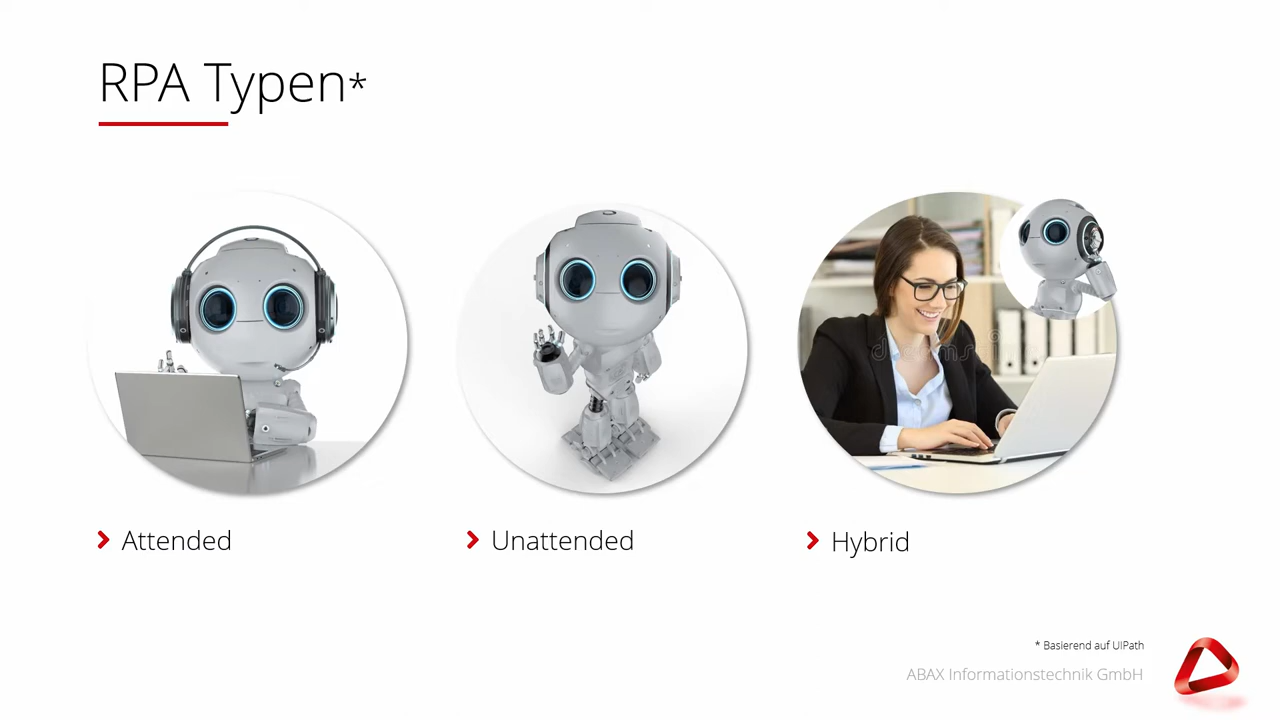 RPA Typen*
Attended
Unattended
Hybrid
* Basierend auf UIPath
ABAX Informationstechnik GmbH